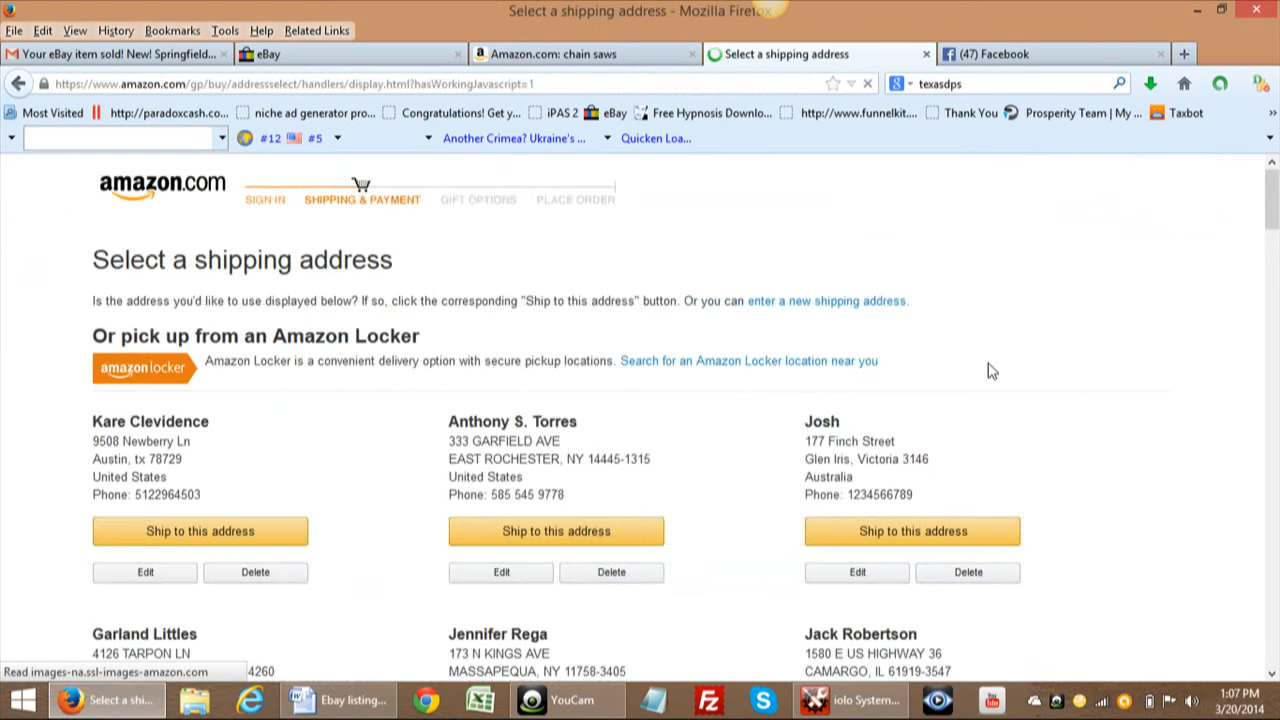 Select a shipping address - Mozilla Firefox
File Edit View History Bookmarks Tools Help Related Links
Your eBay item sold! New! Springfield... × eBay × Amazon.com: chain saws × Select a shipping address × (47) Facebook × +
https://www.amazon.com/gp/buy/addressselect/handlers/display.html?hasWorkingJavascript=1 texasdps
Most Visited http://paradoxcash.co... niche ad generator pro... Congratulations! Get y... iPAS 2 eBay Free Hypnosis Downlo... http://www.funnelkit.... Thank You Prosperity Team | My ... Taxbot »
#12 #5 Another Crimea? Ukraine's ... Quicken Loa...
amazon.com
SIGN IN SHIPPING & PAYMENT GIFT OPTIONS PLACE ORDER
Select a shipping address
Is the address you'd like to use displayed below? If so, click the corresponding "Ship to this address" button. Or you can enter a new shipping address.
Or pick up from an Amazon Locker
amazon locker Amazon Locker is a convenient delivery option with secure pickup locations. Search for an Amazon Locker location near you
Kare Clevidence Anthony S. Torres Josh
9508 Newberry Ln 333 GARFIELD AVE 177 Finch Street
Austin, tx 78729 EAST ROCHESTER, NY 14445-1315 Glen Iris, Victoria 3146
United States United States Australia
Phone: 5122964503 Phone: 585 545 9778 Phone: 1234566789
Ship to this address Ship to this address Ship to this address
Edit Delete Edit Delete Edit Delete
Garland Littles Jennifer Rega Jack Robertson
4126 TARPON LN 173 N KINGS AVE 1580 E US HIGHWAY 36
Read images-na.ssl-images-amazon.com 4260 MASSAPEQUA, NY 11758-3405 CAMARGO, IL 61919-3547
Select a shi... Ebay listing... YouCam iolo System... 1:07 PM
3/20/2014